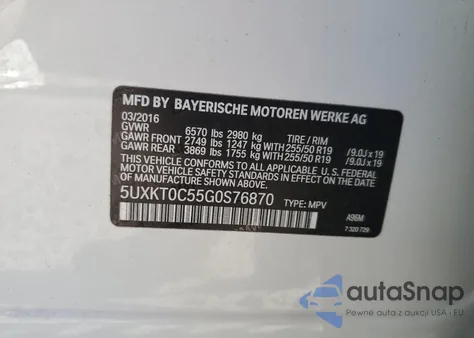 MFD BY BAYERISCHE MOTOREN WERKE AG
03/2016
GVWR 6570 lbs 2980 kg TIRE / RIM
GAWR FRONT 2749 lbs 1247 kg WITH 255/50 R19 /9.0J x 19
GAWR REAR 3869 lbs 1755 kg WITH 255/50 R19 /9.0J x 19
THIS VEHICLE CONFORMS TO ALL APPLICABLE U. S. FEDERAL
MOTOR VEHICLE SAFETY STANDARDS IN EFFECT ON
THE DATE OF MANUFACTURE SHOWN ABOVE.
5UXKT0C55G0S76870 TYPE: MPV A96M
7 320 729
autaSnap
Pewne auta z aukcji USA i EU